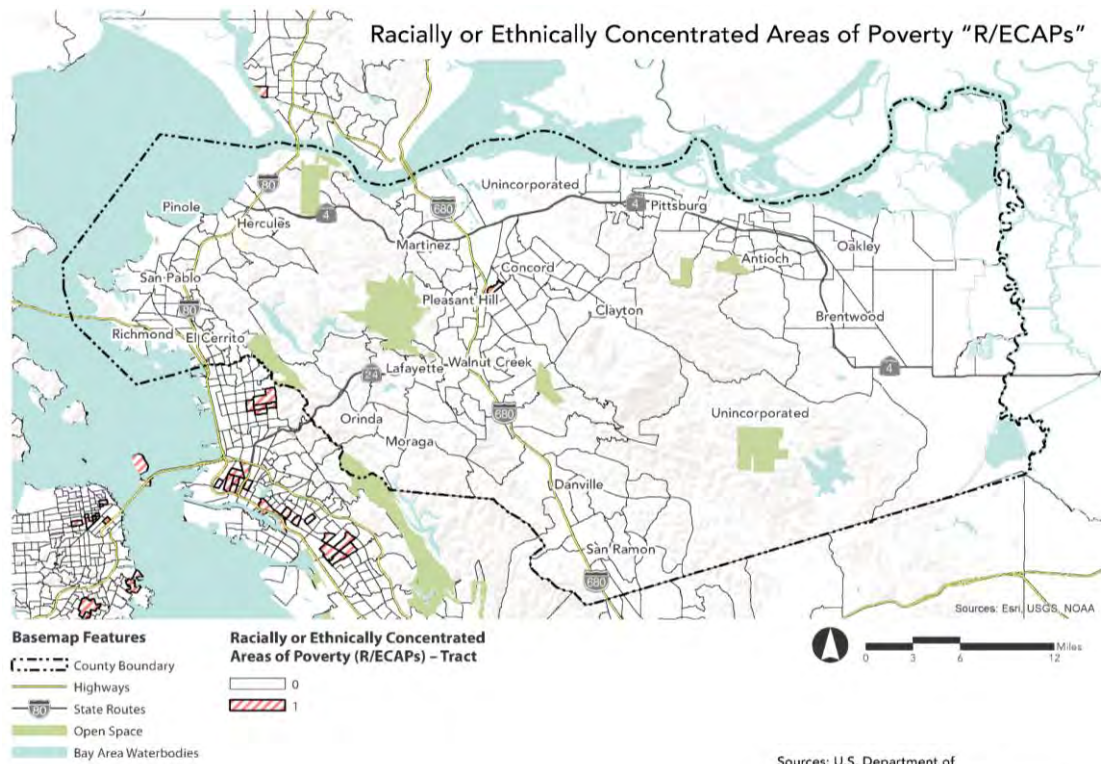 Racially or Ethnically Concentrated Areas of Poverty "R/ECAPs"
80
Unincorporated
Pinole
680
4
Pittsburg
4
Hercules
Martinez
Antioch
Oakley
San Pablo
Concord
80
Pleasant Hill
Clayton
Brentwood
Richmond
El Cerrito
Walnut Creek
4
Lafayette
24
Orinda
680
Unincorporated
Moraga
Danville
San Ramon
680
Sources: Esri, USGS, NOAA
Basemap Features
County Boundary
Highways
80 State Routes
Open Space
Bay Area Waterbodies
Racially or Ethnically Concentrated
Areas of Poverty (R/ECAPs) – Tract
0
1
0 3 6 12 Miles
Sources: U.S. Department of